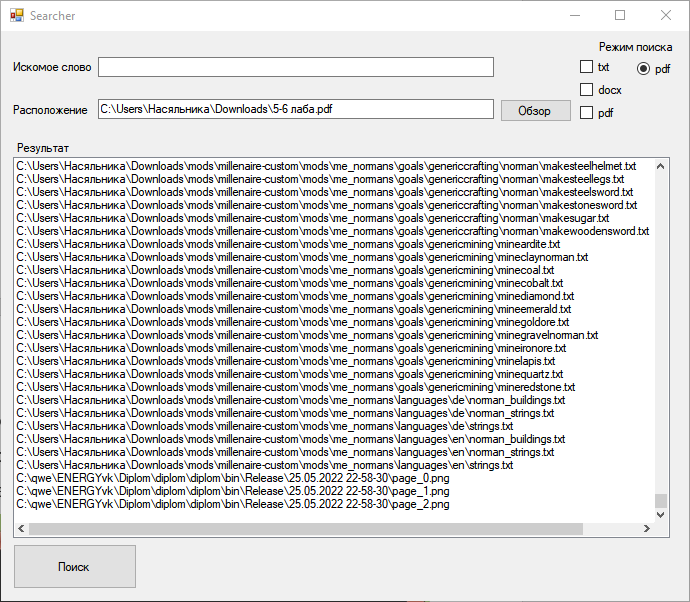 Searcher
Режим поиска
Искомое слово
txt
pdf
docx
Расположение
C:\Users\Насяльника\Downloads\5-6 лаба.pdf
Обзор
pdf
Результат
C:\Users\Насяльника\Downloads\mods\millenaire-custom\mods\me_normans\goals\genericcrafting\norman\makesteelhelmet.txt
C:\Users\Насяльника\Downloads\mods\millenaire-custom\mods\me_normans\goals\genericcrafting\norman\makesteellegs.txt
C:\Users\Насяльника\Downloads\mods\millenaire-custom\mods\me_normans\goals\genericcrafting\norman\makesteelsword.txt
C:\Users\Насяльника\Downloads\mods\millenaire-custom\mods\me_normans\goals\genericcrafting\norman\makestonesword.txt
C:\Users\Насяльника\Downloads\mods\millenaire-custom\mods\me_normans\goals\genericcrafting\norman\makesugar.txt
C:\Users\Насяльника\Downloads\mods\millenaire-custom\mods\me_normans\goals\genericcrafting\norman\makewoodensword.txt
C:\Users\Насяльника\Downloads\mods\millenaire-custom\mods\me_normans\goals\genericmining\mineardite.txt
C:\Users\Насяльника\Downloads\mods\millenaire-custom\mods\me_normans\goals\genericmining\mineclaynorman.txt
C:\Users\Насяльника\Downloads\mods\millenaire-custom\mods\me_normans\goals\genericmining\minecoal.txt
C:\Users\Насяльника\Downloads\mods\millenaire-custom\mods\me_normans\goals\genericmining\minecobalt.txt
C:\Users\Насяльника\Downloads\mods\millenaire-custom\mods\me_normans\goals\genericmining\minediamond.txt
C:\Users\Насяльника\Downloads\mods\millenaire-custom\mods\me_normans\goals\genericmining\mineemerald.txt
C:\Users\Насяльника\Downloads\mods\millenaire-custom\mods\me_normans\goals\genericmining\minegoldore.txt
C:\Users\Насяльника\Downloads\mods\millenaire-custom\mods\me_normans\goals\genericmining\minegravelnorman.txt
C:\Users\Насяльника\Downloads\mods\millenaire-custom\mods\me_normans\goals\genericmining\mineironore.txt
C:\Users\Насяльника\Downloads\mods\millenaire-custom\mods\me_normans\goals\genericmining\minelapis.txt
C:\Users\Насяльника\Downloads\mods\millenaire-custom\mods\me_normans\goals\genericmining\minequartz.txt
C:\Users\Насяльника\Downloads\mods\millenaire-custom\mods\me_normans\goals\genericmining\mineredstone.txt
C:\Users\Насяльника\Downloads\mods\millenaire-custom\mods\me_normans\languages\de\norman_buildings.txt
C:\Users\Насяльника\Downloads\mods\millenaire-custom\mods\me_normans\languages\de\norman_strings.txt
C:\Users\Насяльника\Downloads\mods\millenaire-custom\mods\me_normans\languages\de\strings.txt
C:\Users\Насяльника\Downloads\mods\millenaire-custom\mods\me_normans\languages\en\norman_buildings.txt
C:\Users\Насяльника\Downloads\mods\millenaire-custom\mods\me_normans\languages\en\norman_strings.txt
C:\Users\Насяльника\Downloads\mods\millenaire-custom\mods\me_normans\languages\en\strings.txt
C:\qwe\ENERGYvk\Diplom\diplom\diplom\bin\Release\25.05.2022 22-58-30\page_0.png
C:\qwe\ENERGYvk\Diplom\diplom\diplom\bin\Release\25.05.2022 22-58-30\page_1.png
C:\qwe\ENERGYvk\Diplom\diplom\diplom\bin\Release\25.05.2022 22-58-30\page_2.png
Поиск